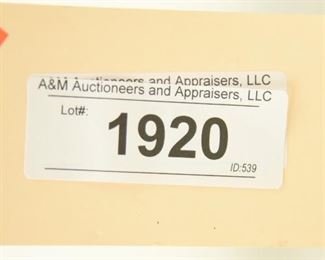 A&M Auctioneers and Appraisers, LLC
A&M Auctioneers and Appraisers, LLC
Lot#:
1920
ID:539